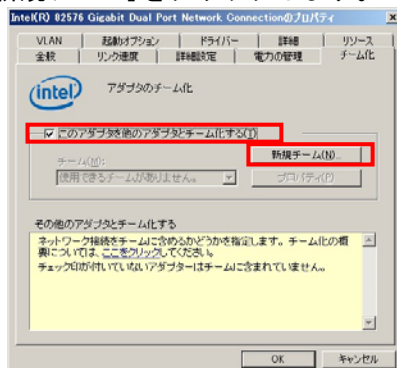 Intel(R) 82576 Gigabit Dual Port Network Connectionのプロパティ
VLAN 起動オプション ドライバー 詳細 リソース
全般 リンク速度 詳細設定 電力の管理 チーム化
intel
アダプタのチーム化
このアダプタを他のアダプタとチーム化する(T)
新規チーム(N)...
チーム(M):
使用できるチームがありません。
プロパティ(P)
その他のアダプタとチーム化する
ネットワーク接続をチームに含めるかどうかを指定します。チーム化の概
要については、ここをクリックしてください。
チェック印が付いていないアダプターはチームに含まれていません。
OK キャンセル